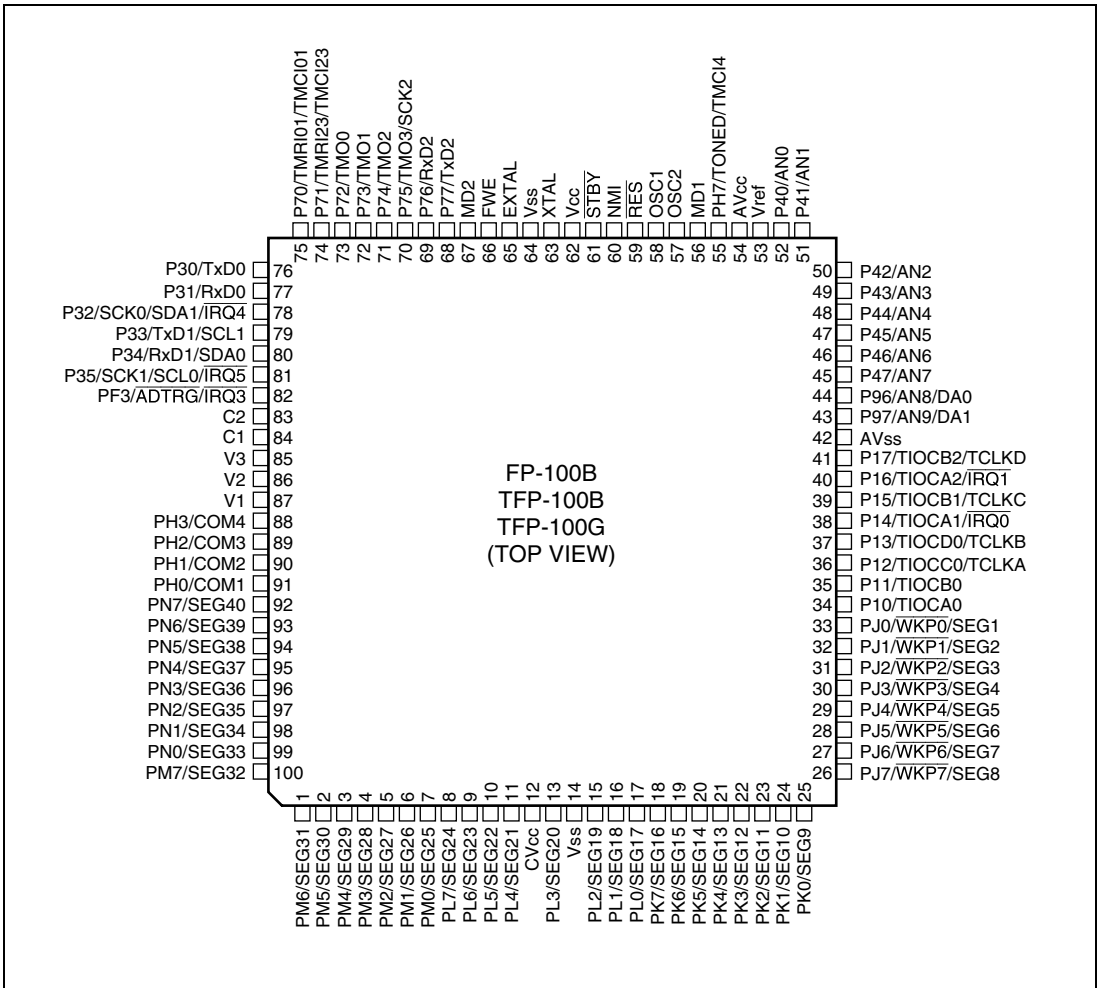 P70/TMRI01/TMCI01
P71/TMRI23/TMCI23
P72/TMO0
P73/TMO1
P74/TMO2
P75/TMO3/SCK2
P76/RxD2
P77/TxD2
MD2
FWE
EXTAL
Vss
XTAL
Vcc
STBY
NMI
RES
OSC1
OSC2
MD1
PH7/TONED/TMCI4
AVcc
Vref
P40/AN0
P41/AN1
75 74 73 72 71 70 69 68 67 66 65 64 63 62 61 60 59 58 57 56 55 54 53 52 51
P30/TxD0 76
P31/RxD0 77
P32/SCK0/SDA1/IRQ4 78
P33/TxD1/SCL1 79
P34/RxD1/SDA0 80
P35/SCK1/SCL0/IRQ5 81
PF3/ADTRG/IRQ3 82
C2 83
C1 84
V3 85
V2 86
V1 87
PH3/COM4 88
PH2/COM3 89
PH1/COM2 90
PH0/COM1 91
PN7/SEG40 92
PN6/SEG39 93
PN5/SEG38 94
PN4/SEG37 95
PN3/SEG36 96
PN2/SEG35 97
PN1/SEG34 98
PN0/SEG33 99
PM7/SEG32 100
FP-100B
TFP-100B
TFP-100G
(TOP VIEW)
50 P42/AN2
49 P43/AN3
48 P44/AN4
47 P45/AN5
46 P46/AN6
45 P47/AN7
44 P96/AN8/DA0
43 P97/AN9/DA1
42 AVss
41 P17/TIOCB2/TCLKD
40 P16/TIOCA2/IRQ1
39 P15/TIOCB1/TCLKC
38 P14/TIOCA1/IRQ0
37 P13/TIOCD0/TCLKB
36 P12/TIOCC0/TCLKA
35 P11/TIOCB0
34 P10/TIOCA0
33 PJ0/WKP0/SEG1
32 PJ1/WKP1/SEG2
31 PJ2/WKP2/SEG3
30 PJ3/WKP3/SEG4
29 PJ4/WKP4/SEG5
28 PJ5/WKP5/SEG6
27 PJ6/WKP6/SEG7
26 PJ7/WKP7/SEG8
1 2 3 4 5 6 7 8 9 10 11 12 13 14 15 16 17 18 19 20 21 22 23 24 25
PM6/SEG31
PM5/SEG30
PM4/SEG29
PM3/SEG28
PM2/SEG27
PM1/SEG26
PM0/SEG25
PL7/SEG24
PL6/SEG23
PL5/SEG22
PL4/SEG21
CVcc
PL3/SEG20
Vss
PL2/SEG19
PL1/SEG18
PL0/SEG17
PK7/SEG16
PK6/SEG15
PK5/SEG14
PK4/SEG13
PK3/SEG12
PK2/SEG11
PK1/SEG10
PK0/SEG9